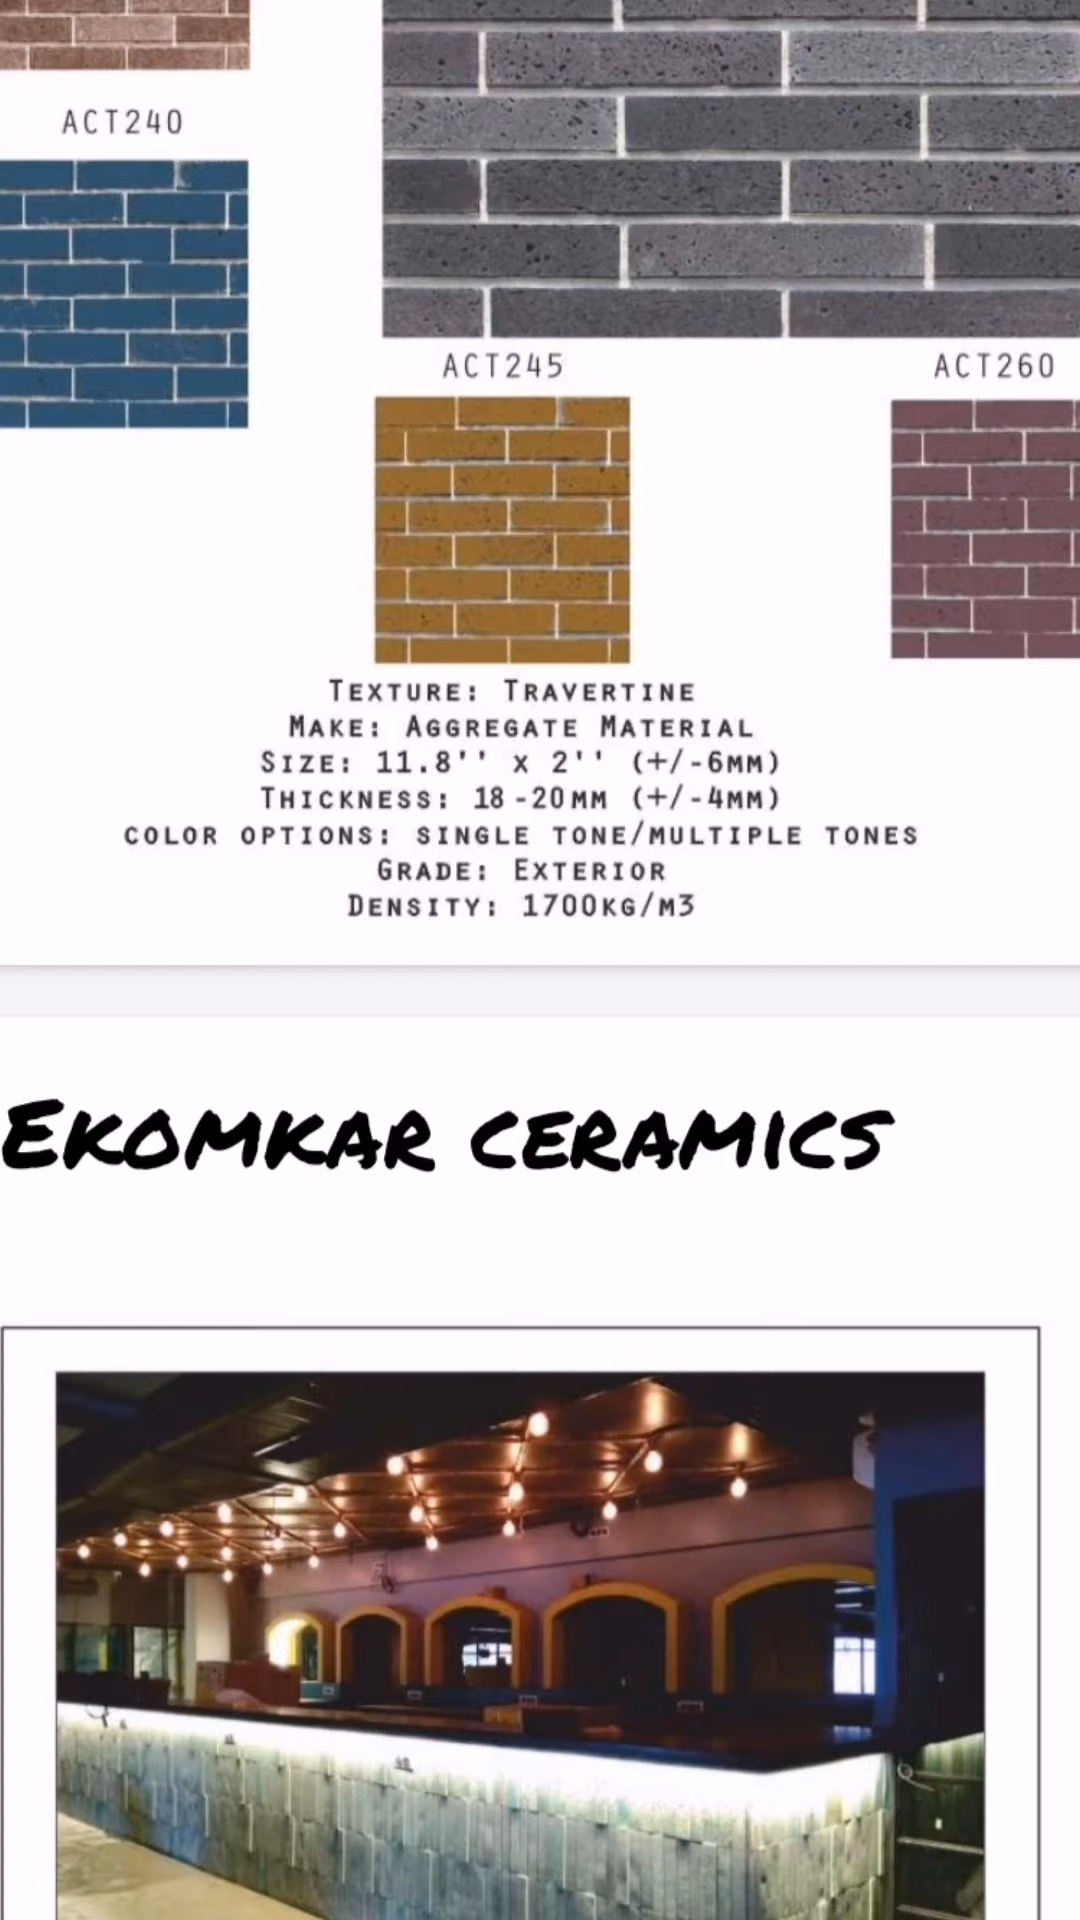 ACT240
ACT245
ACT260
TEXTURE: TRAVERTINE
MAKE: AGGREGATE MATERIAL
SIZE: 11.8'' X 2'' (+/-6MM)
THICKNESS: 18-20MM (+/-4MM)
COLOR OPTIONS: SINGLE TONE/MULTIPLE TONES
GRADE: EXTERIOR
DENSITY: 1700KG/M3
EKOMKAR CERAMICS